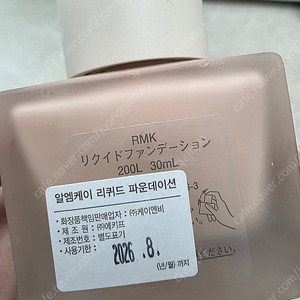 RMK
リクイドファンデーション
200L 30mL
알엠케이 리퀴드 파운데이션
• 화장품책임판매업자 : ㈜케이엔비
• 제 조 원 : ㈜에키프
• 제조번호 : 별도표기
• 사용기한 : 2026 .8.
(년/월) 까지